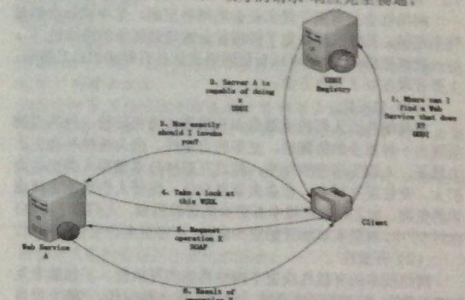 UDDI
Registry
2. Server A is
capable of doing
X
UDDI
1. Where can I
find a Web
Service that does
X?
UDDI
3. How exactly
should I invoke
you?
4. Take a look at
this WSDL
Client
5. Request
operation X
SOAP
Web Service
A
6. Result of
operation X